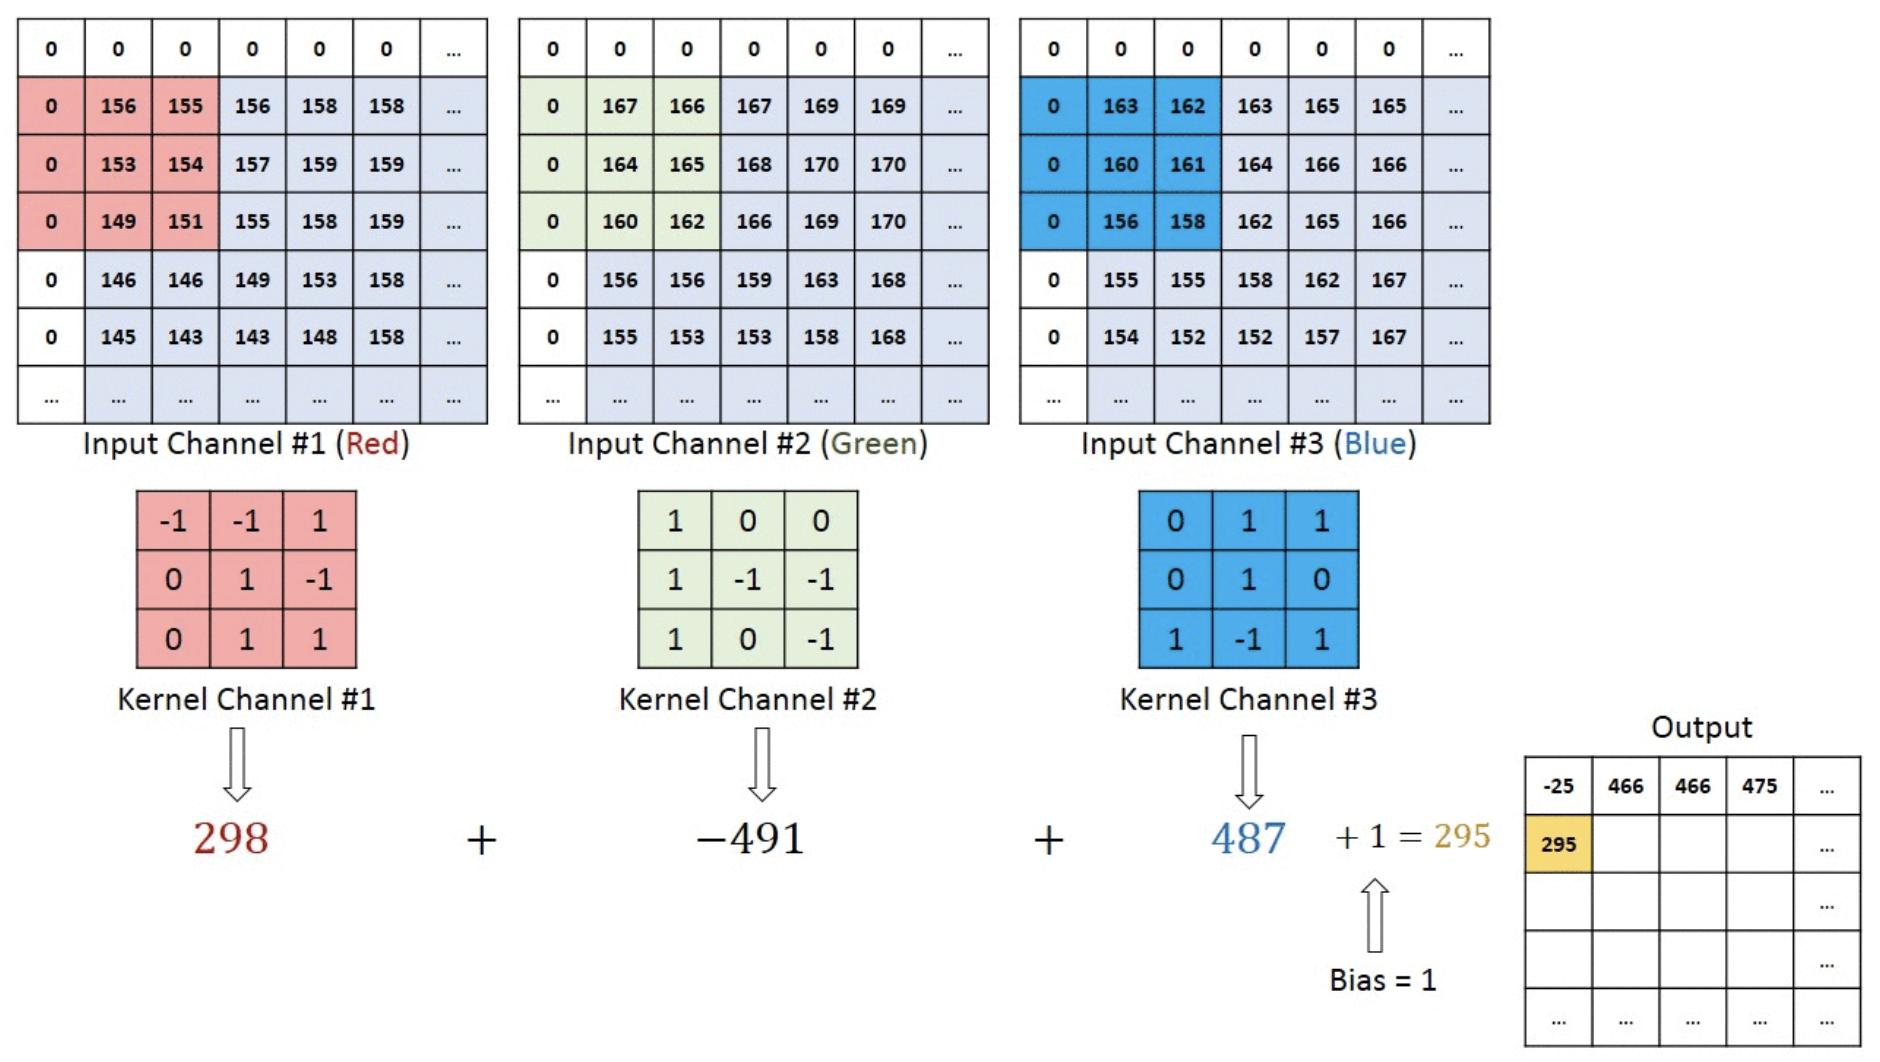 0 0 0 0 0 0 ...
0 156 155 156 158 158 ...
0 153 154 157 159 159 ...
0 149 151 155 158 159 ...
0 146 146 149 153 158 ...
0 145 143 143 148 158 ...
... ... ... ... ... ... ...
Input Channel #1 (Red)
0 0 0 0 0 0 ...
0 167 166 167 169 169 ...
0 164 165 168 170 170 ...
0 160 162 166 169 170 ...
0 156 156 159 163 168 ...
0 155 153 153 158 168 ...
... ... ... ... ... ... ...
Input Channel #2 (Green)
0 0 0 0 0 0 ...
0 163 162 163 165 165 ...
0 160 161 164 166 166 ...
0 156 158 162 165 166 ...
0 155 155 158 162 167 ...
0 154 152 152 157 167 ...
... ... ... ... ... ... ...
Input Channel #3 (Blue)
-1 -1 1
0 1 -1
0 1 1
Kernel Channel #1
1 0 0
1 -1 -1
1 0 -1
Kernel Channel #2
0 1 1
0 1 0
1 -1 1
Kernel Channel #3
298 + −491 + 487 + 1 = 295
Bias = 1
Output
-25 466 466 475 ...
295 ...
...
...
... ... ... ... ...